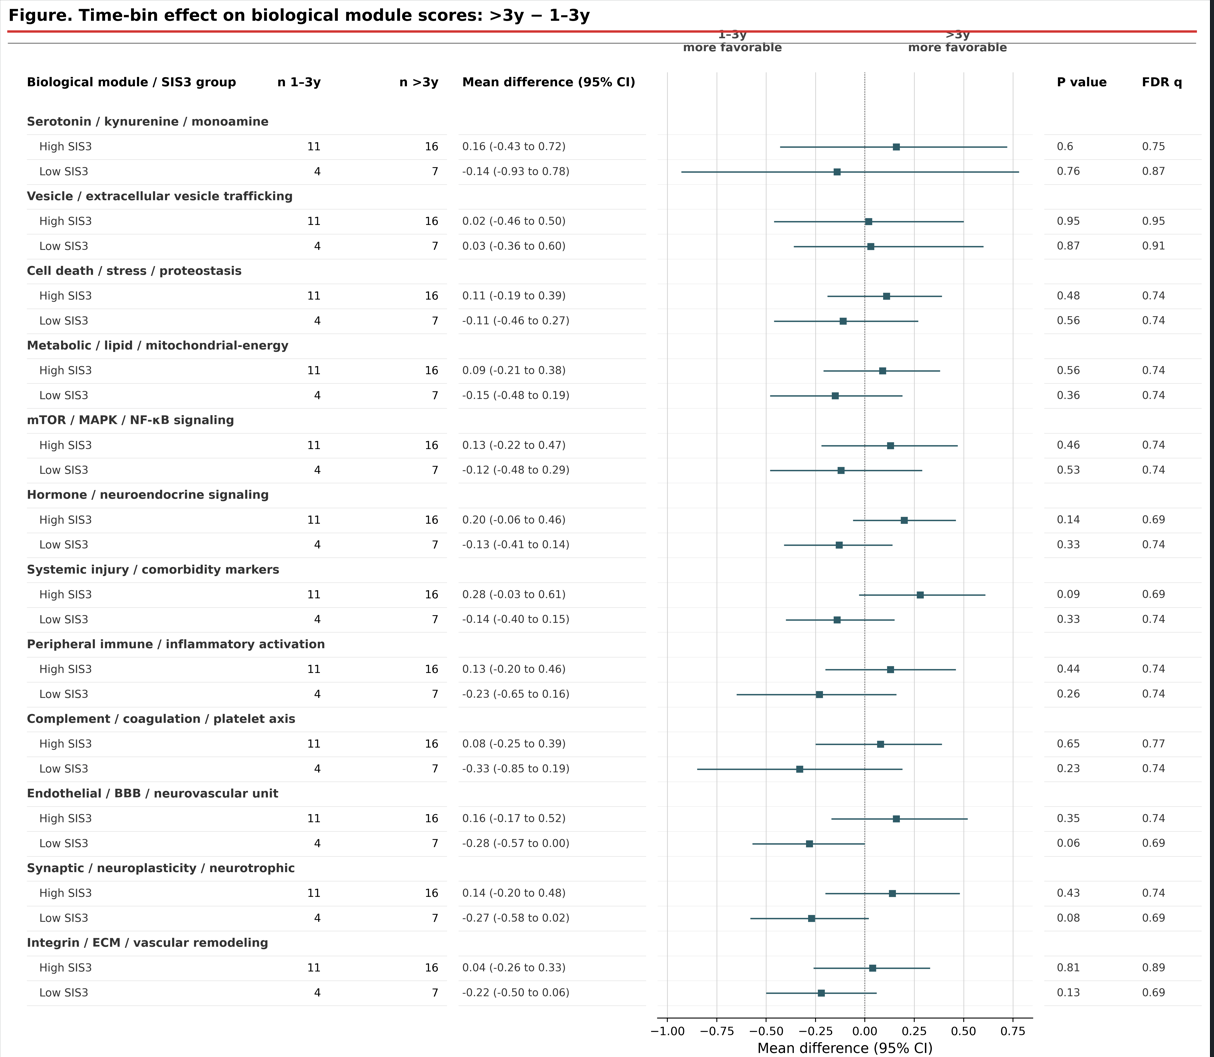 Figure. Time-bin effect on biological module scores: >3y − 1–3y
1–3y >3y
more favorable more favorable
Biological module / SIS3 group n 1–3y n >3y Mean difference (95% CI) P value FDR q
Serotonin / kynurenine / monoamine
High SIS3 11 16 0.16 (-0.43 to 0.72) 0.6 0.75
Low SIS3 4 7 -0.14 (-0.93 to 0.78) 0.76 0.87
Vesicle / extracellular vesicle trafficking
High SIS3 11 16 0.02 (-0.46 to 0.50) 0.95 0.95
Low SIS3 4 7 0.03 (-0.36 to 0.60) 0.87 0.91
Cell death / stress / proteostasis
High SIS3 11 16 0.11 (-0.19 to 0.39) 0.48 0.74
Low SIS3 4 7 -0.11 (-0.46 to 0.27) 0.56 0.74
Metabolic / lipid / mitochondrial-energy
High SIS3 11 16 0.09 (-0.21 to 0.38) 0.56 0.74
Low SIS3 4 7 -0.15 (-0.48 to 0.19) 0.36 0.74
mTOR / MAPK / NF-κB signaling
High SIS3 11 16 0.13 (-0.22 to 0.47) 0.46 0.74
Low SIS3 4 7 -0.12 (-0.48 to 0.29) 0.53 0.74
Hormone / neuroendocrine signaling
High SIS3 11 16 0.20 (-0.06 to 0.46) 0.14 0.69
Low SIS3 4 7 -0.13 (-0.41 to 0.14) 0.33 0.74
Systemic injury / comorbidity markers
High SIS3 11 16 0.28 (-0.03 to 0.61) 0.09 0.69
Low SIS3 4 7 -0.14 (-0.40 to 0.15) 0.33 0.74
Peripheral immune / inflammatory activation
High SIS3 11 16 0.13 (-0.20 to 0.46) 0.44 0.74
Low SIS3 4 7 -0.23 (-0.65 to 0.16) 0.26 0.74
Complement / coagulation / platelet axis
High SIS3 11 16 0.08 (-0.25 to 0.39) 0.65 0.77
Low SIS3 4 7 -0.33 (-0.85 to 0.19) 0.23 0.74
Endothelial / BBB / neurovascular unit
High SIS3 11 16 0.16 (-0.17 to 0.52) 0.35 0.74
Low SIS3 4 7 -0.28 (-0.57 to 0.00) 0.06 0.69
Synaptic / neuroplasticity / neurotrophic
High SIS3 11 16 0.14 (-0.20 to 0.48) 0.43 0.74
Low SIS3 4 7 -0.27 (-0.58 to 0.02) 0.08 0.69
Integrin / ECM / vascular remodeling
High SIS3 11 16 0.04 (-0.26 to 0.33) 0.81 0.89
Low SIS3 4 7 -0.22 (-0.50 to 0.06) 0.13 0.69
−1.00 −0.75 −0.50 −0.25 0.00 0.25 0.50 0.75
Mean difference (95% CI)